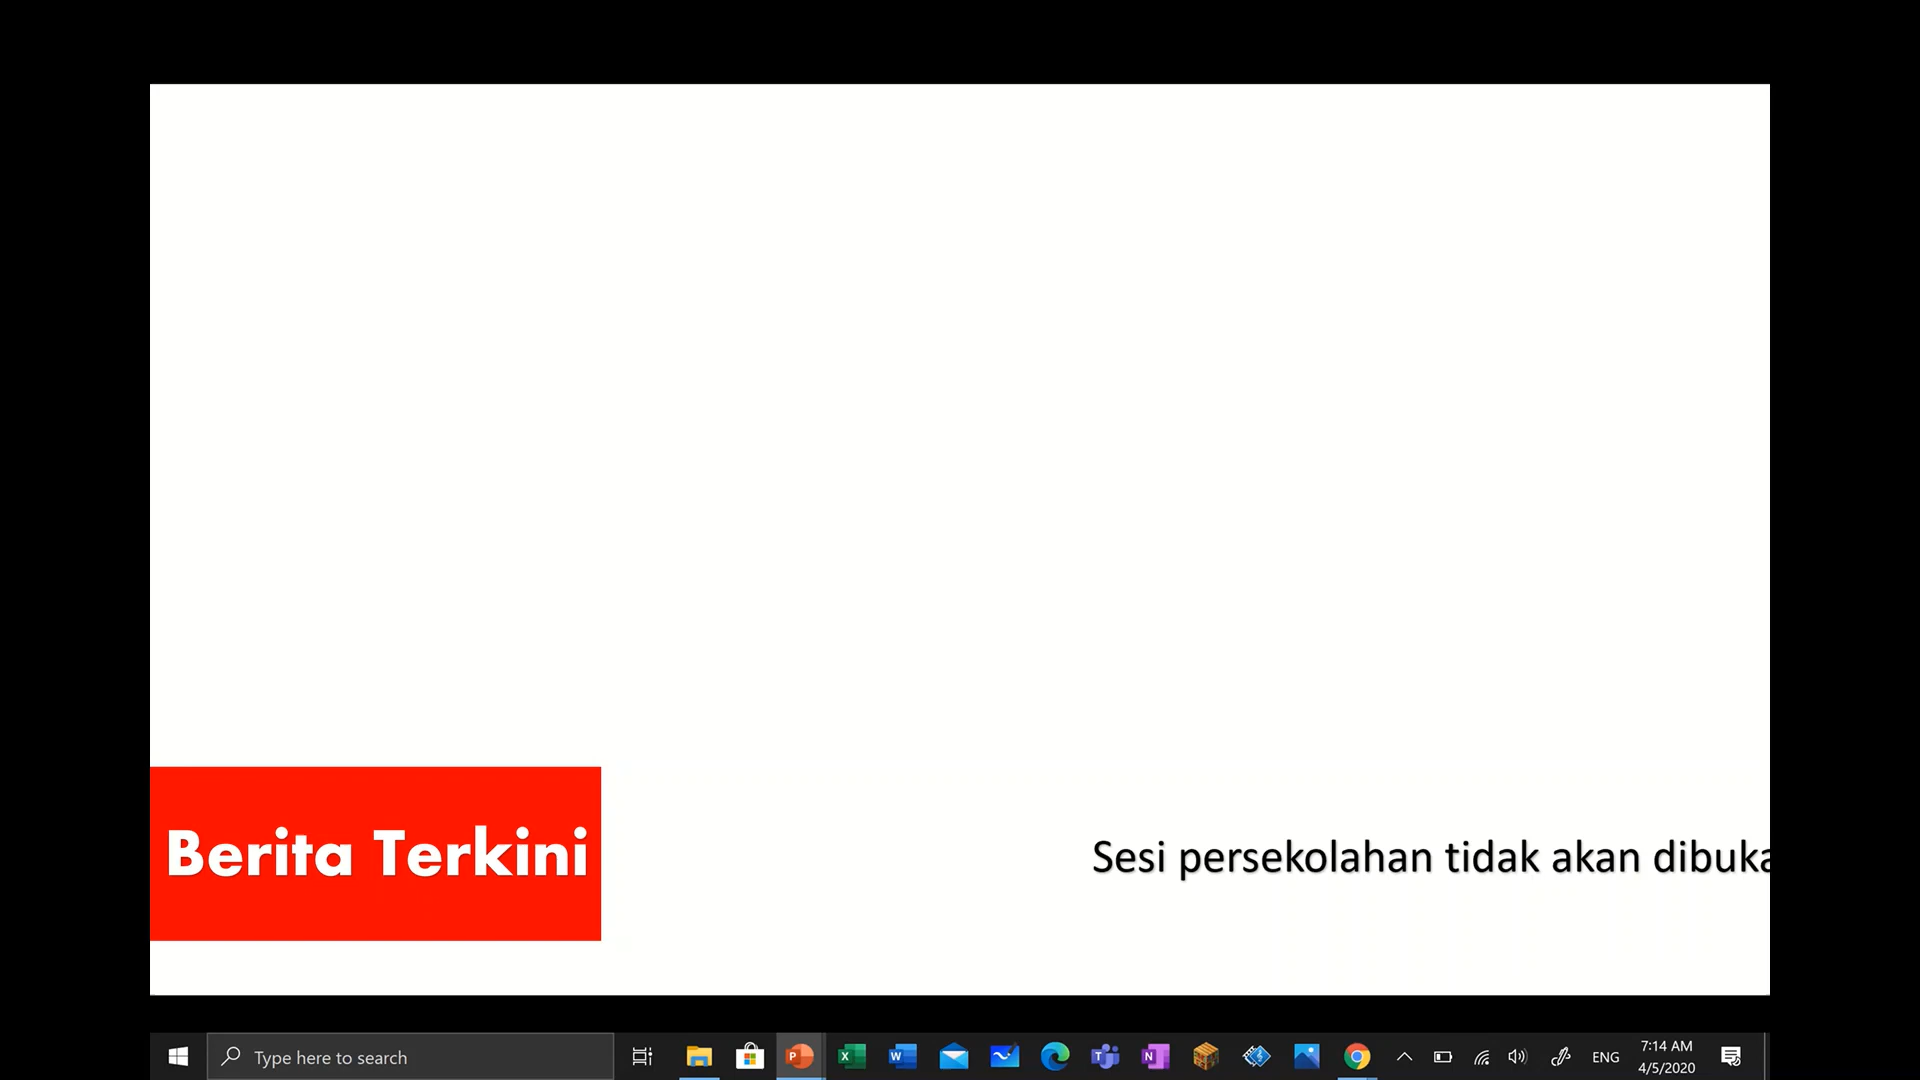 Berita Terkini
Sesi persekolahan tidak akan dibuka
Type here to search
ENG
7:14 AM
4/5/2020